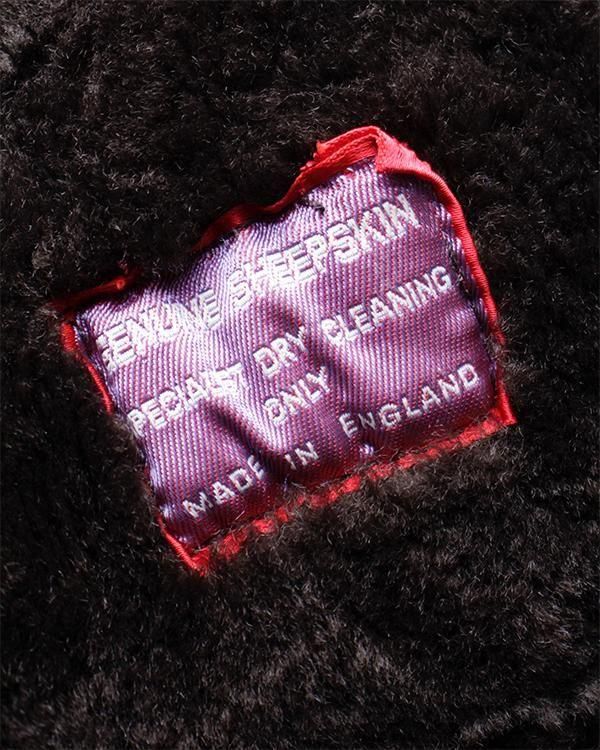 GENUINE SHEEPSKIN
SPECIALIST DRY CLEANING
ONLY
MADE IN ENGLAND